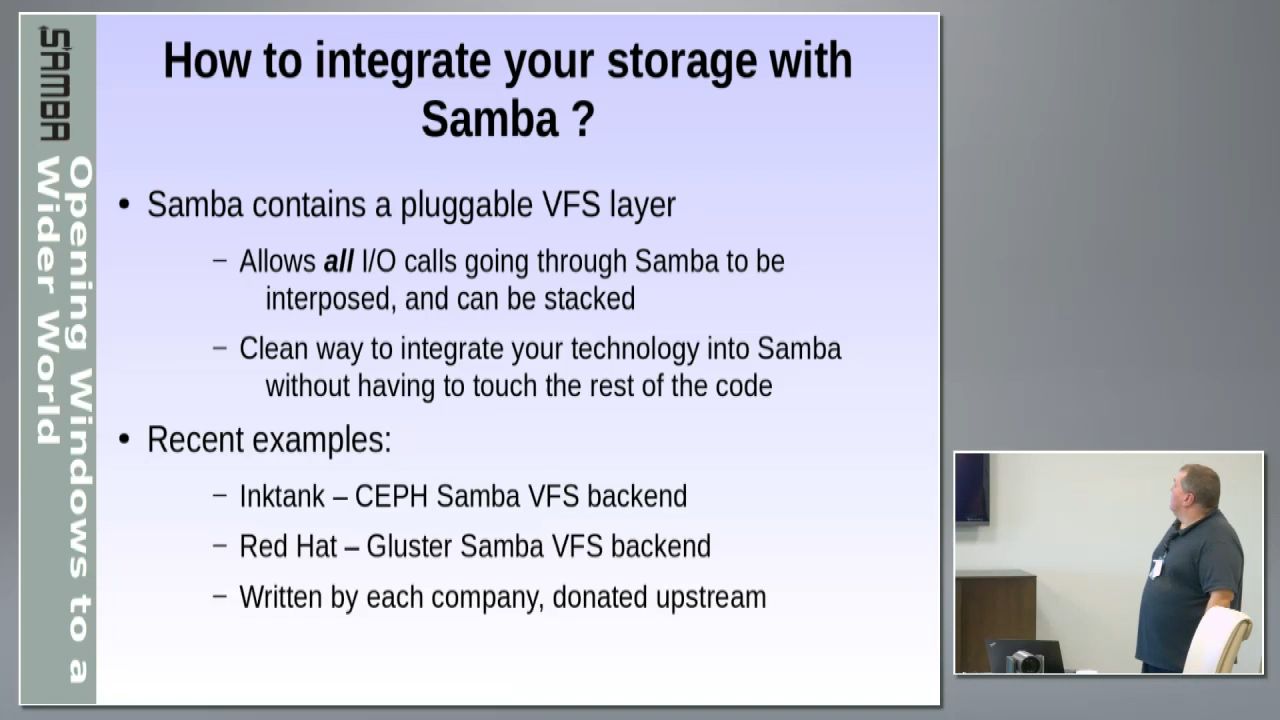 How to integrate your storage with
Samba ?
• Samba contains a pluggable VFS layer
– Allows all I/O calls going through Samba to be
interposed, and can be stacked
– Clean way to integrate your technology into Samba
without having to touch the rest of the code
• Recent examples:
– Inktank – CEPH Samba VFS backend
– Red Hat – Gluster Samba VFS backend
– Written by each company, donated upstream
SAMBA
Opening Windows to a
Wider World